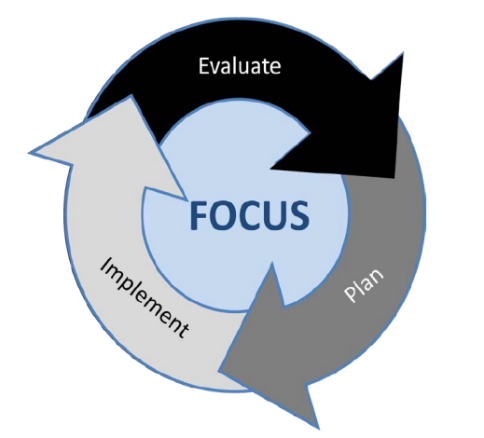 Evaluate
FOCUS
Plan
Implement